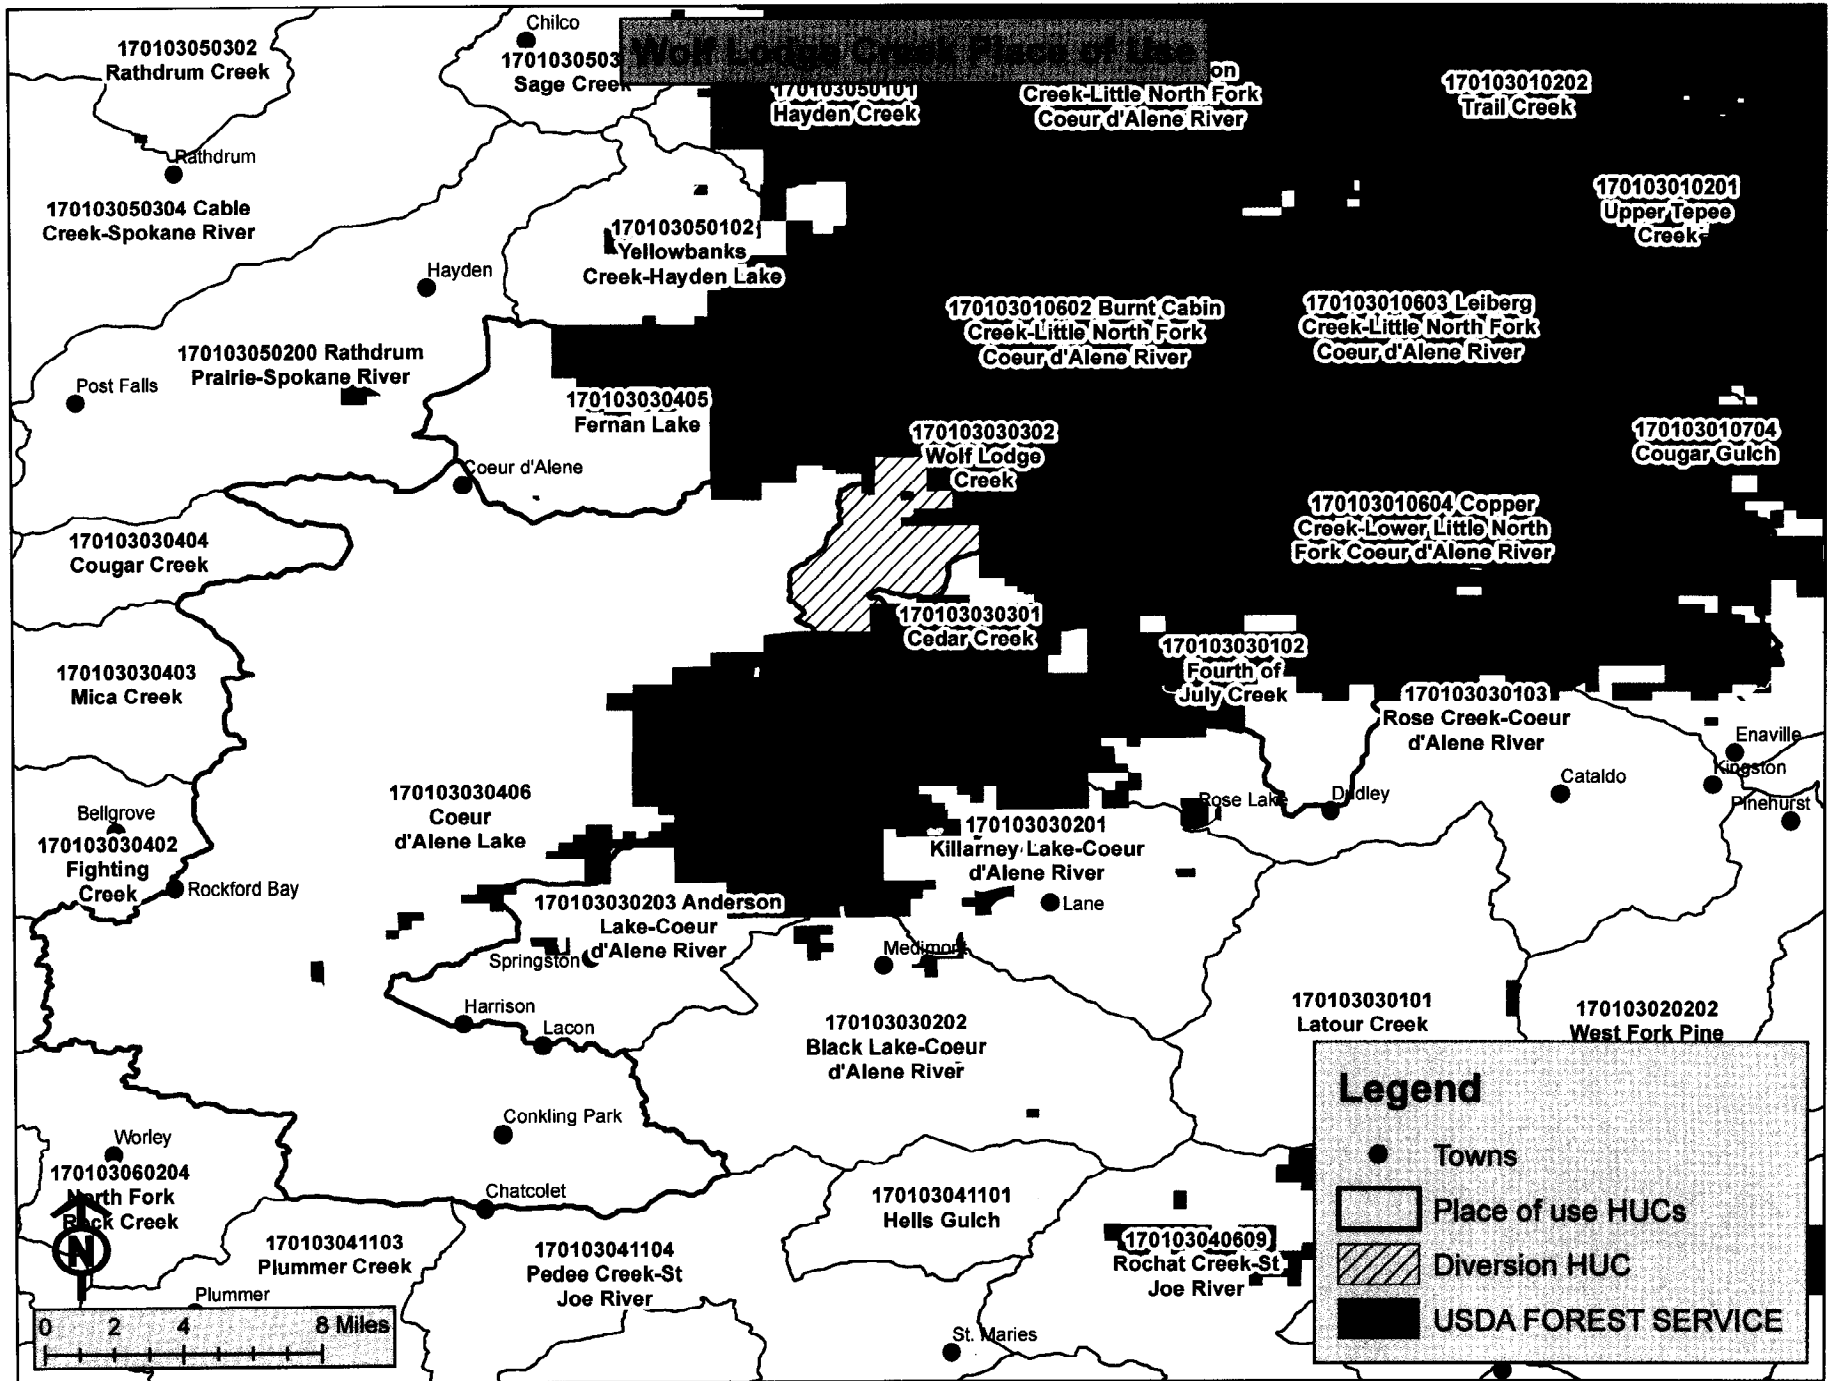 Wolf Lodge Creek Place of Use
Chilco
170103050302
Rathdrum Creek
170103050
Sage Creek
170103050101
Hayden Creek
on
Creek-Little North Fork
Coeur d'Alene River
170103010202
Trail Creek
Rathdrum
170103050304 Cable
Creek-Spokane River
170103010201
Upper Tepee
Creek
170103050102
Yellowbanks
Creek-Hayden Lake
Hayden
170103010602 Burnt Cabin
Creek-Little North Fork
Coeur d'Alene River
170103010603 Leiberg
Creek-Little North Fork
Coeur d'Alene River
170103050200 Rathdrum
Prairie-Spokane River
Post Falls
170103030405
Fernan Lake
170103030302
Wolf Lodge
Creek
170103010704
Cougar Gulch
Coeur d'Alene
170103010604 Copper
Creek-Lower Little North
Fork Coeur d'Alene River
170103030404
Cougar Creek
170103030301
Cedar Creek
170103030102
Fourth of
July Creek
170103030403
Mica Creek
170103030103
Rose Creek-Coeur
d'Alene River
Enaville
Kingston
Cataldo
Pinehurst
Rose Lake
Dudley
170103030406
Coeur
d'Alene Lake
Bellgrove
170103030402
Fighting
Creek
Rockford Bay
170103030201
Killarney Lake-Coeur
d'Alene River
Lane
170103030203 Anderson
Lake-Coeur
d'Alene River
Springston
Medimont
Harrison
Lacon
170103030202
Black Lake-Coeur
d'Alene River
170103030101
Latour Creek
170103020202
West Fork Pine
Conkling Park
Worley
170103060204
North Fork
Rock Creek
Chatcolet
170103041101
Hells Gulch
170103041103
Plummer Creek
170103041104
Pedee Creek-St
Joe River
170103040609
Rochat Creek-St
Joe River
Plummer
St. Maries
N
0 2 4 8 Miles
Legend
Towns
Place of use HUCs
Diversion HUC
USDA FOREST SERVICE